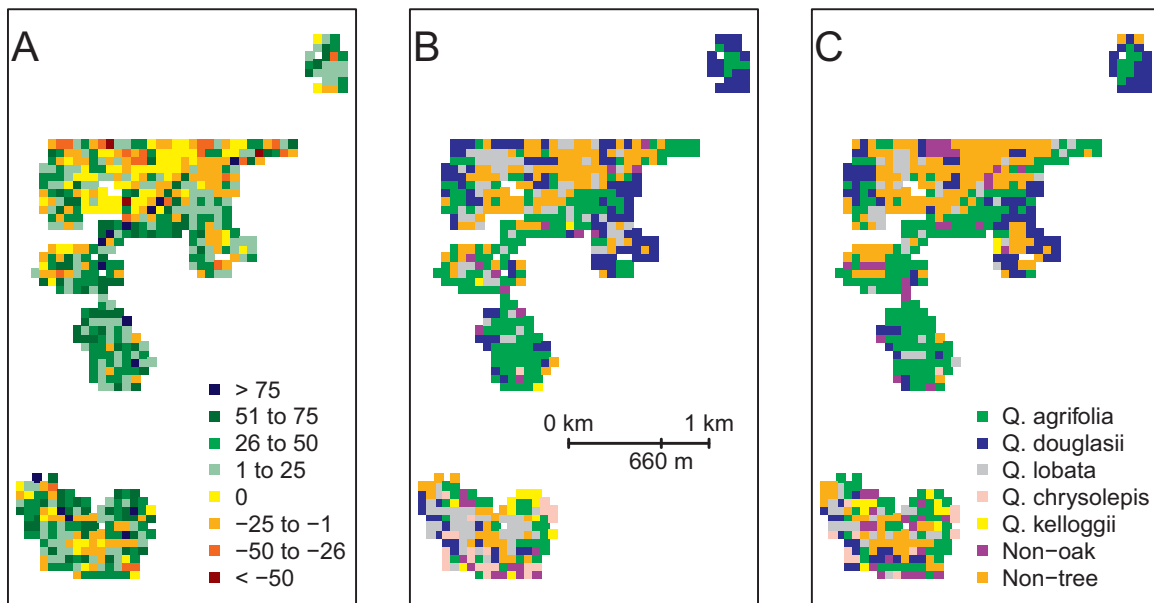 A
> 75
51 to 75
26 to 50
1 to 25
0
−25 to −1
−50 to −26
< −50
B
0 km 1 km
660 m
C
Q. agrifolia
Q. douglasii
Q. lobata
Q. chrysolepis
Q. kelloggii
Non−oak
Non−tree